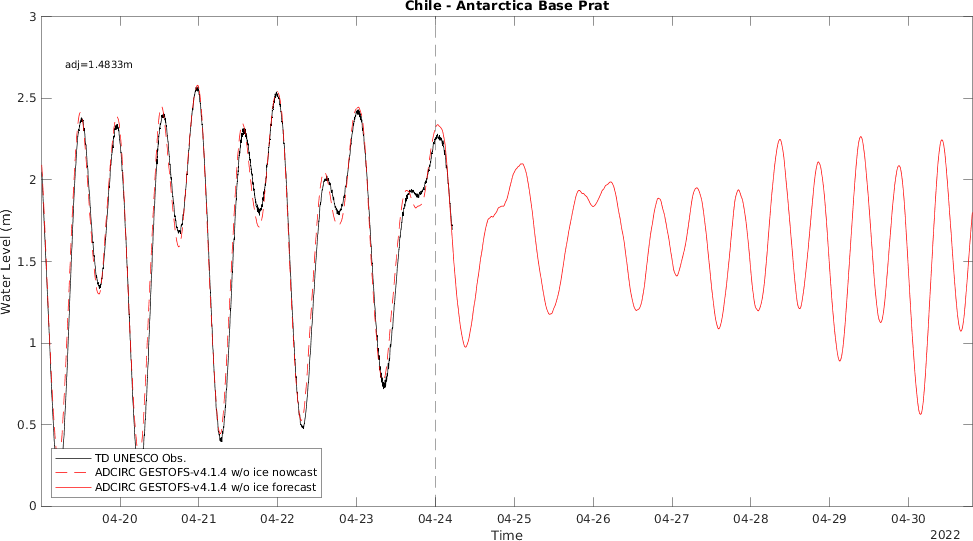 Chile - Antarctica Base Prat
3
adj=1.4833m
2.5
2
1.5
1
0.5
0
Water Level (m)
TD UNESCO Obs.
ADCIRC GESTOFS-v4.1.4 w/o ice nowcast
ADCIRC GESTOFS-v4.1.4 w/o ice forecast
04-20 04-21 04-22 04-23 04-24 04-25 04-26 04-27 04-28 04-29 04-30
Time
2022